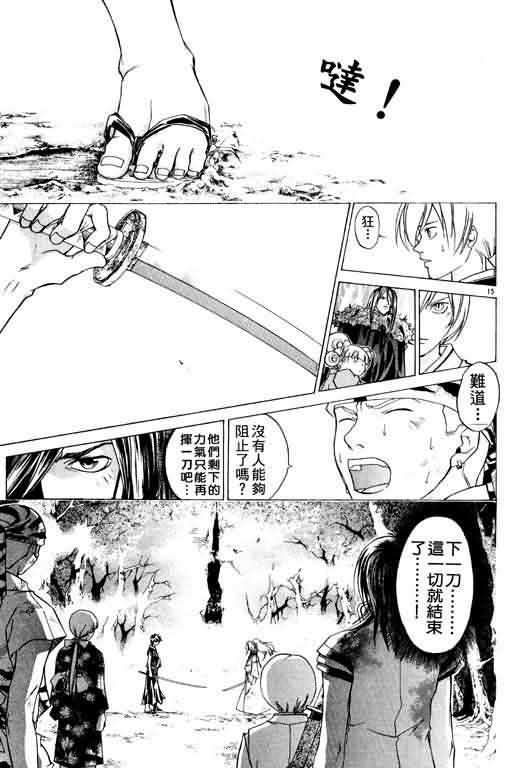 噠！
狂…
15
難道…
沒有人能夠
阻止了嗎？
他們剩下的
力氣只能再
揮一刀吧…
下一刀………
這一切就結束
了………！